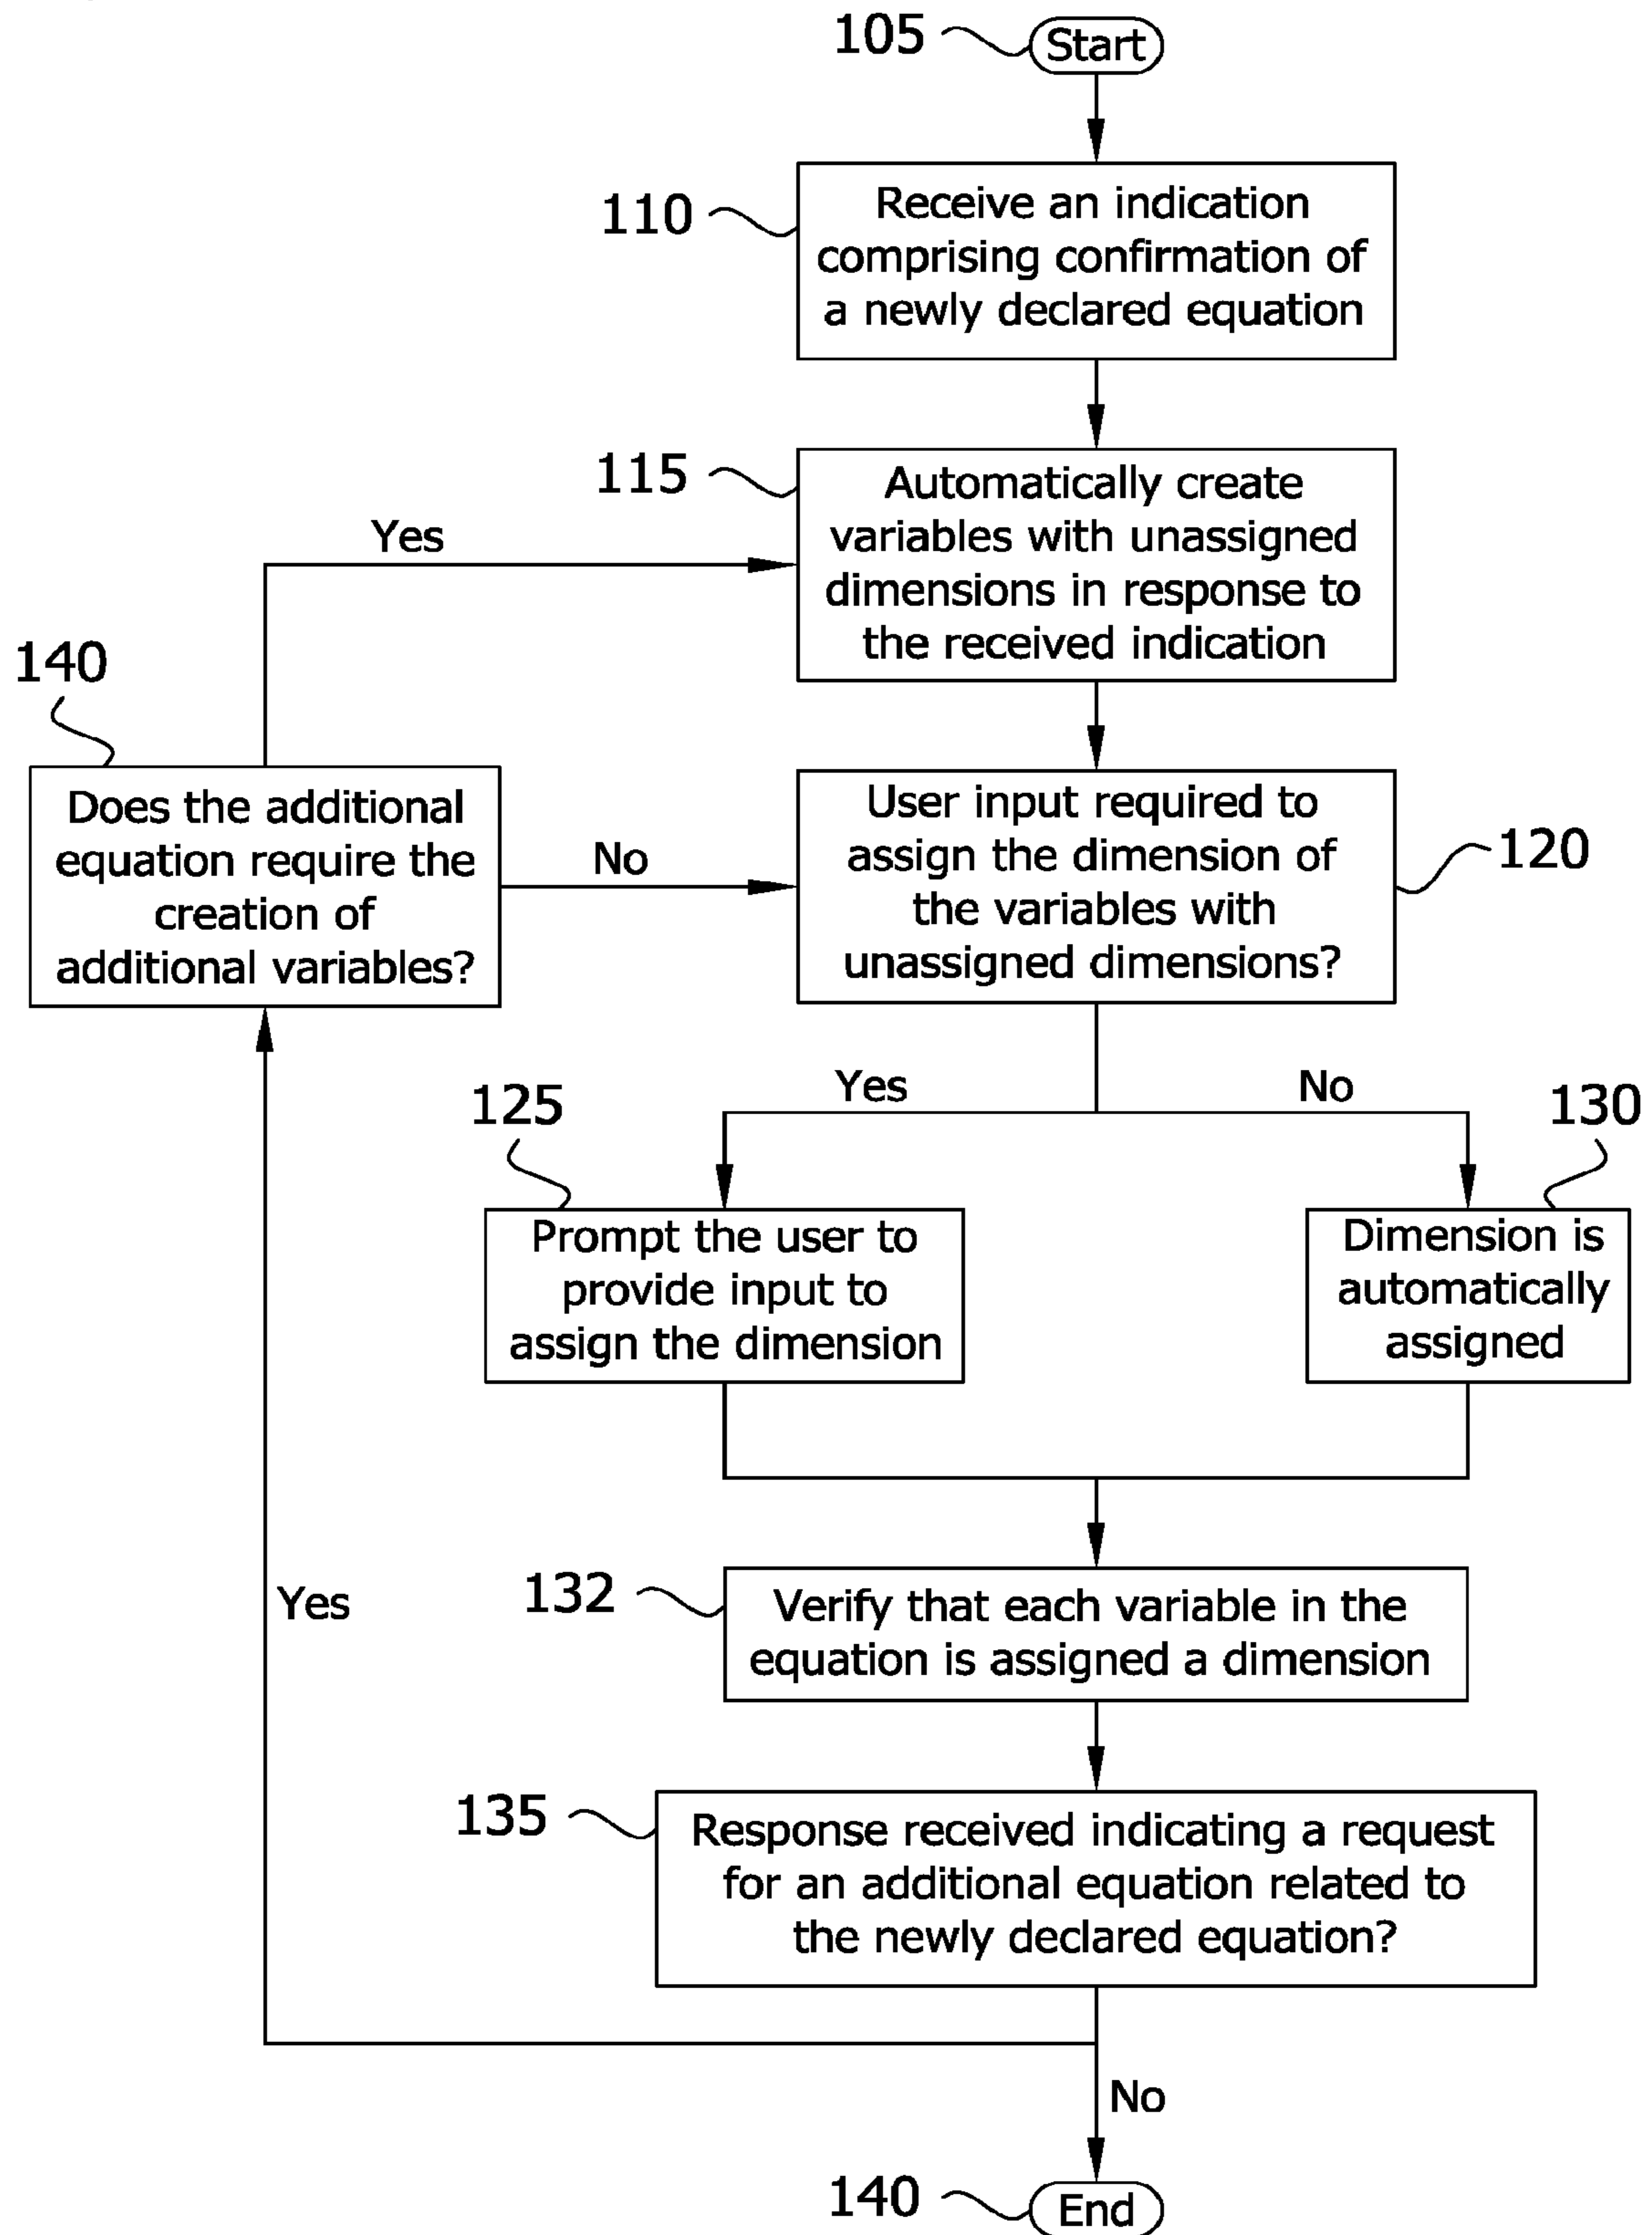 105
Start
110
Receive an indication
comprising confirmation of
a newly declared equation
115
Automatically create
variables with unassigned
dimensions in response to
the received indication
Yes
140
Does the additional
equation require the
creation of
additional variables?
No
User input required to
assign the dimension of
the variables with
unassigned dimensions?
120
Yes
No
125
130
Prompt the user to
provide input to
assign the dimension
Dimension is
automatically
assigned
132
Verify that each variable in the
equation is assigned a dimension
Yes
135
Response received indicating a request
for an additional equation related to
the newly declared equation?
No
140
End